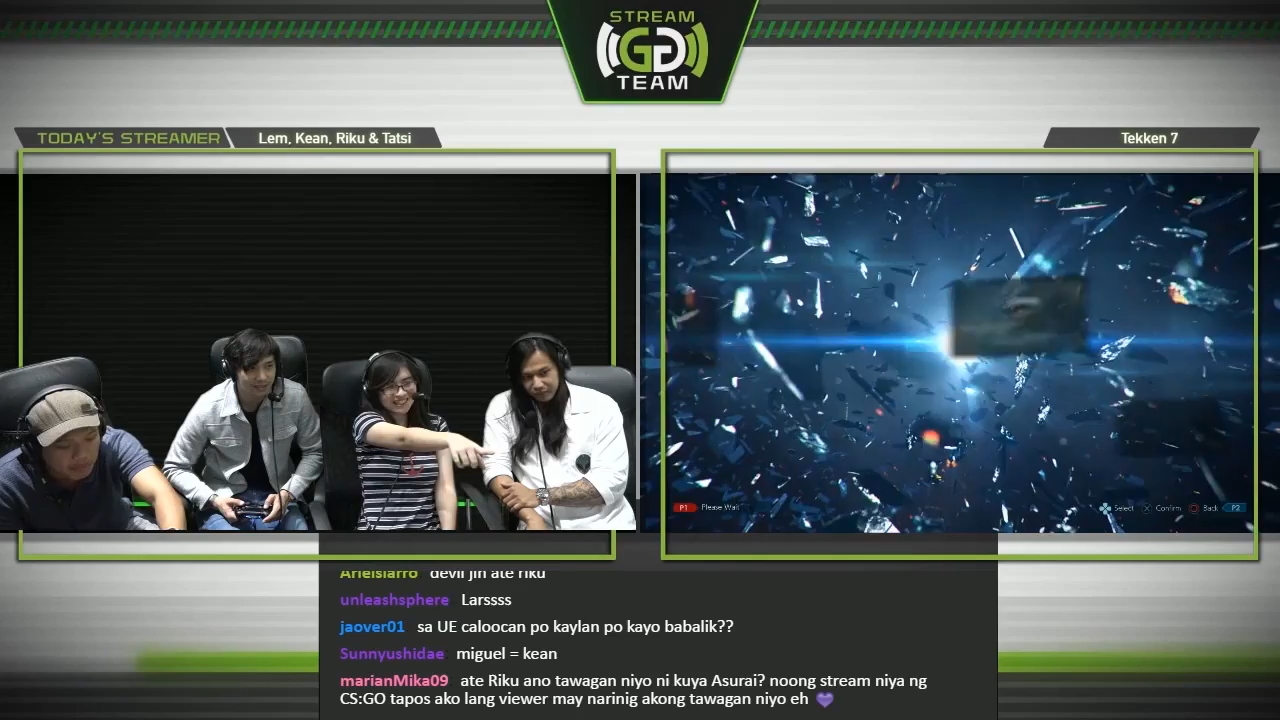 STREAM
GG
TEAM
TODAY'S STREAMER
Lem, Kean, Riku & Tatsi
Tekken 7
P1 Please Wait
Select Confirm Back P2
Arielslarro devil jin ate riku
unleashsphere Larssss
jaover01 sa UE caloocan po kaylan po kayo babalik??
Sunnyushidae miguel = kean
marianMika09 ate Riku ano tawagan niyo ni kuya Asurai? noong stream niya ng
CS:GO tapos ako lang viewer may narinig akong tawagan niyo eh 💜